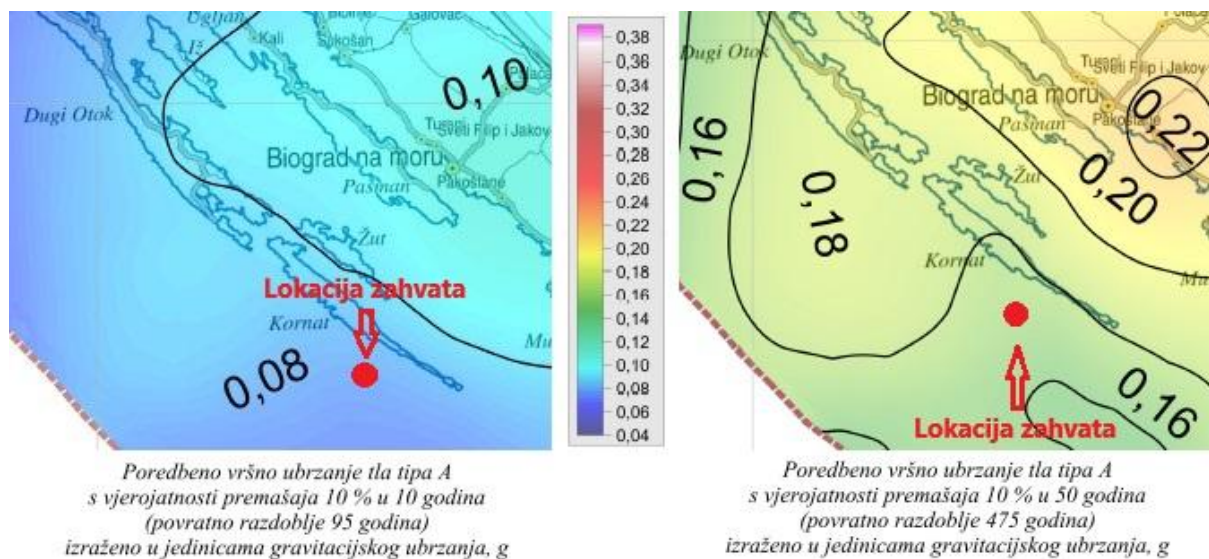 Ugljan
Kali
Sukošan
Galovac
Iž
Dugi Otok
0,10
Turanj
Sveti Filip i Jakov
Biograd na moru
Pašman
Pakoštane
Žut
Lokacija zahvata
Kornat
0,08
Mu
0,38
0,36
0,34
0,32
0,30
0,28
0,26
0,24
0,22
0,20
0,18
0,16
0,14
0,12
0,10
0,08
0,06
0,04
Dugi Otok
Turanj
Sveti Filip i Jakov
Biograd na moru
Pakoštane
Pašman
0,22
0,16
0,20
0,18
Žut
Kornat
Mu
0,16
Lokacija zahvata
Poredbeno vršno ubrzanje tla tipa A
s vjerojatnosti premašaja 10 % u 10 godina
(povratno razdoblje 95 godina)
izraženo u jedinicama gravitacijskog ubrzanja, g
Poredbeno vršno ubrzanje tla tipa A
s vjerojatnosti premašaja 10 % u 50 godina
(povratno razdoblje 475 godina)
izraženo u jedinicama gravitacijskog ubrzanja, g